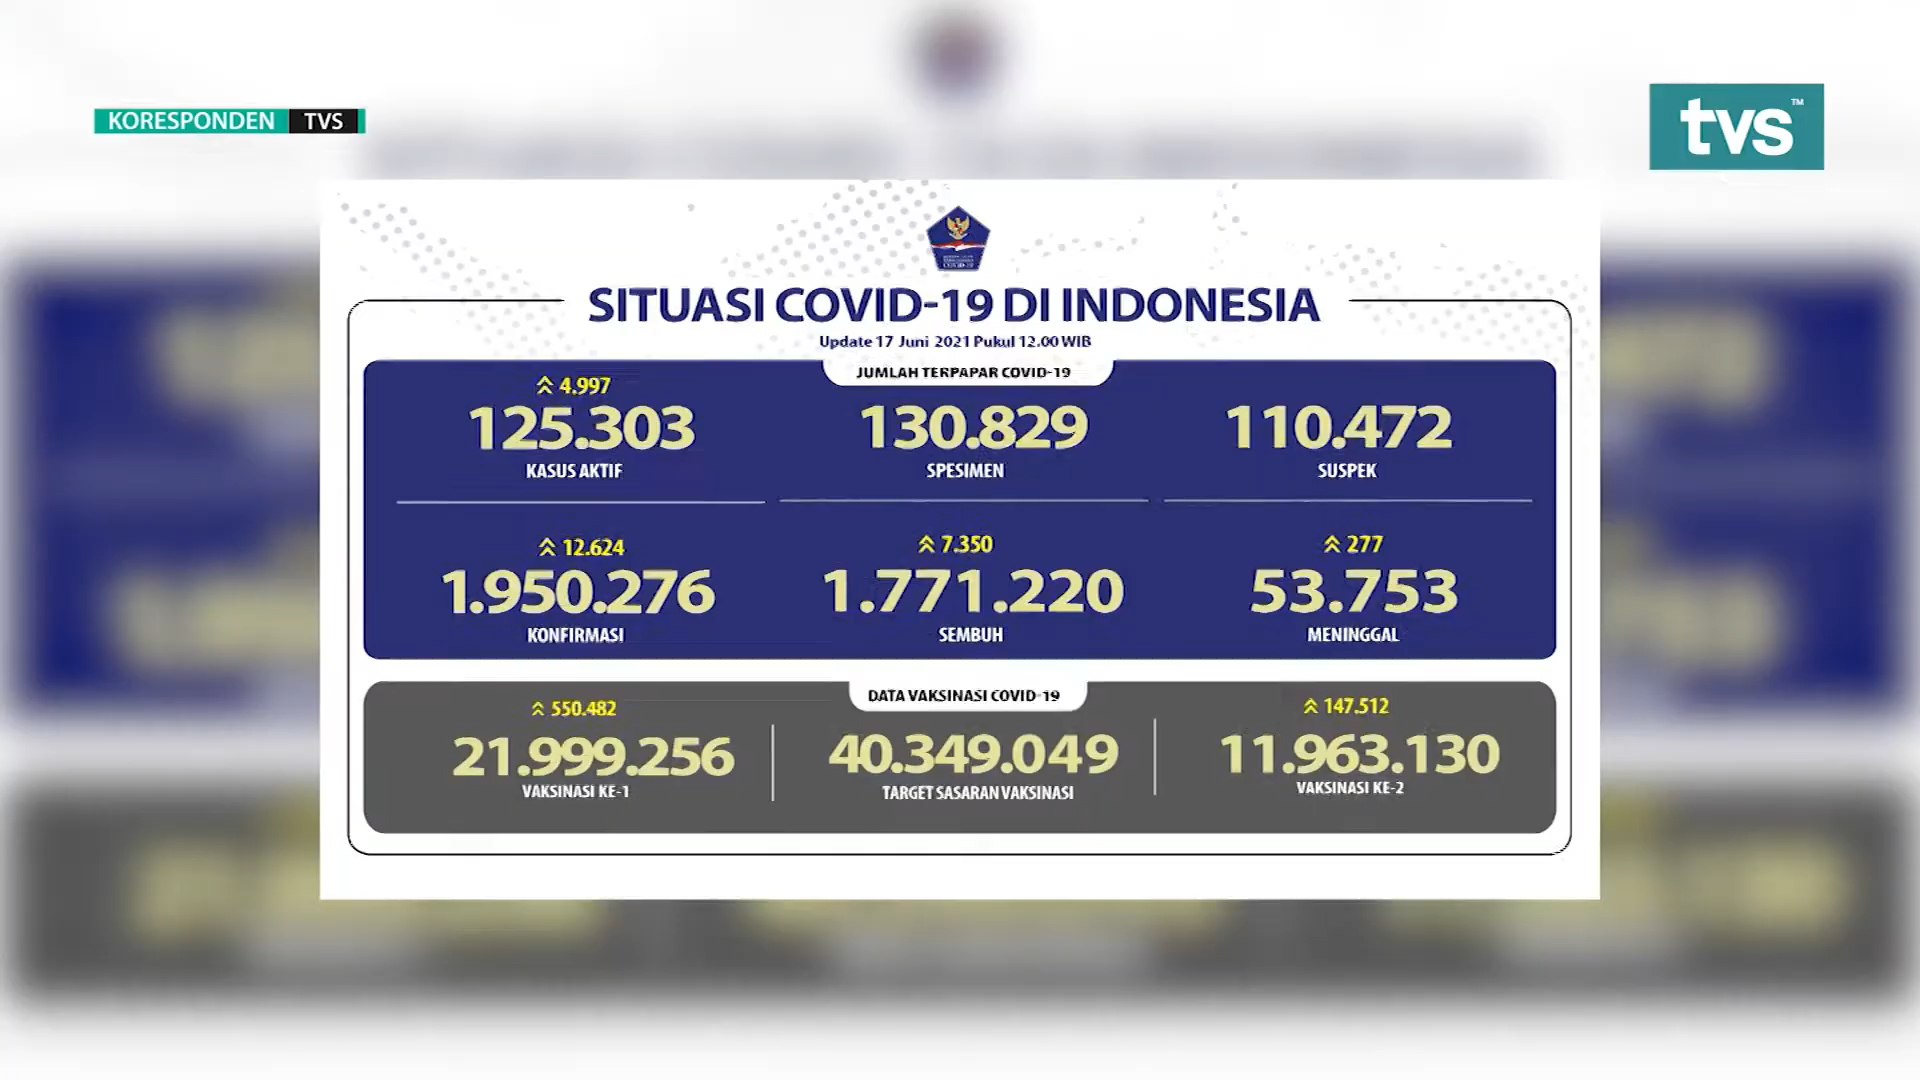 KORESPONDEN TVS
tvs™
SITUASI COVID-19 DI INDONESIA
Update 17 Juni 2021 Pukul 12.00 WIB
JUMLAH TERPAPAR COVID-19
4.997
125.303
KASUS AKTIF
130.829
SPESIMEN
110.472
SUSPEK
12.624
1.950.276
KONFIRMASI
7.350
1.771.220
SEMBUH
277
53.753
MENINGGAL
DATA VAKSINASI COVID-19
550.482
21.999.256
VAKSINASI KE-1
40.349.049
TARGET SASARAN VAKSINASI
147.512
11.963.130
VAKSINASI KE-2